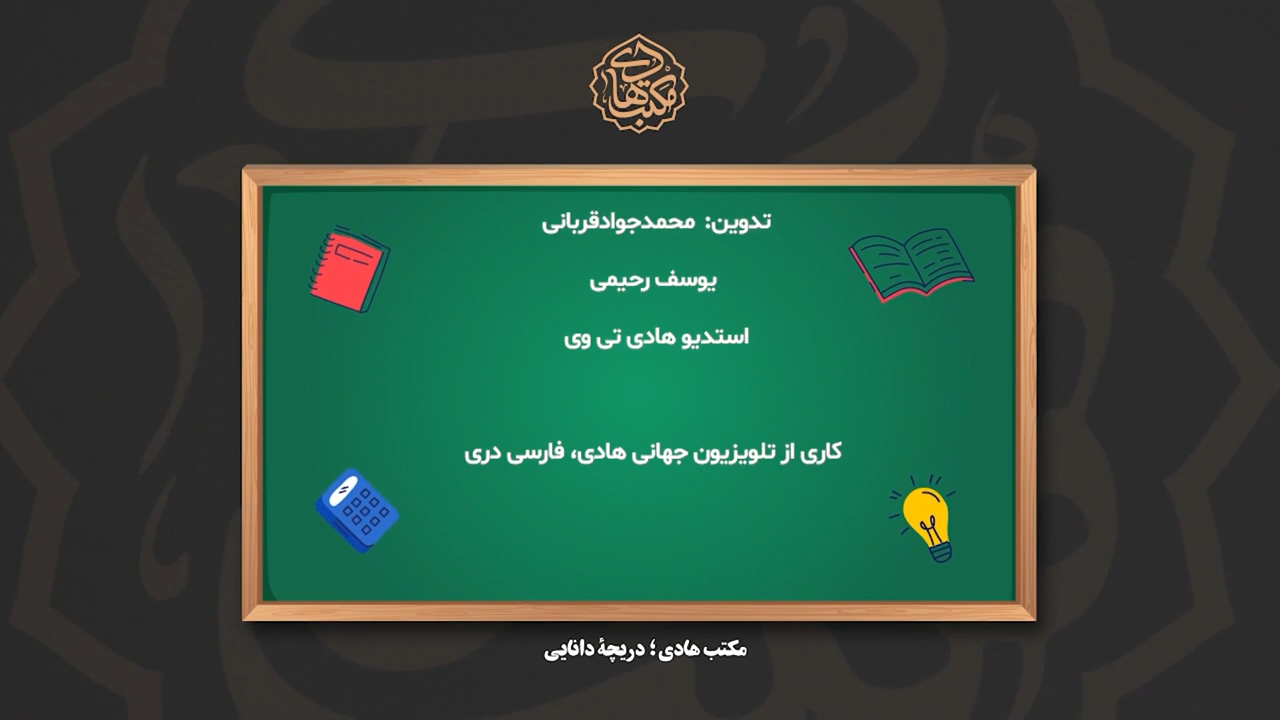 مکتب هادی
تدوین: محمدجوادقربانی
یوسف رحیمی
استدیو هادی تی وی
کاری از تلویزیون جهانی هادی، فارسی دری
مکتب هادی؛ دریچهٔ دانایی